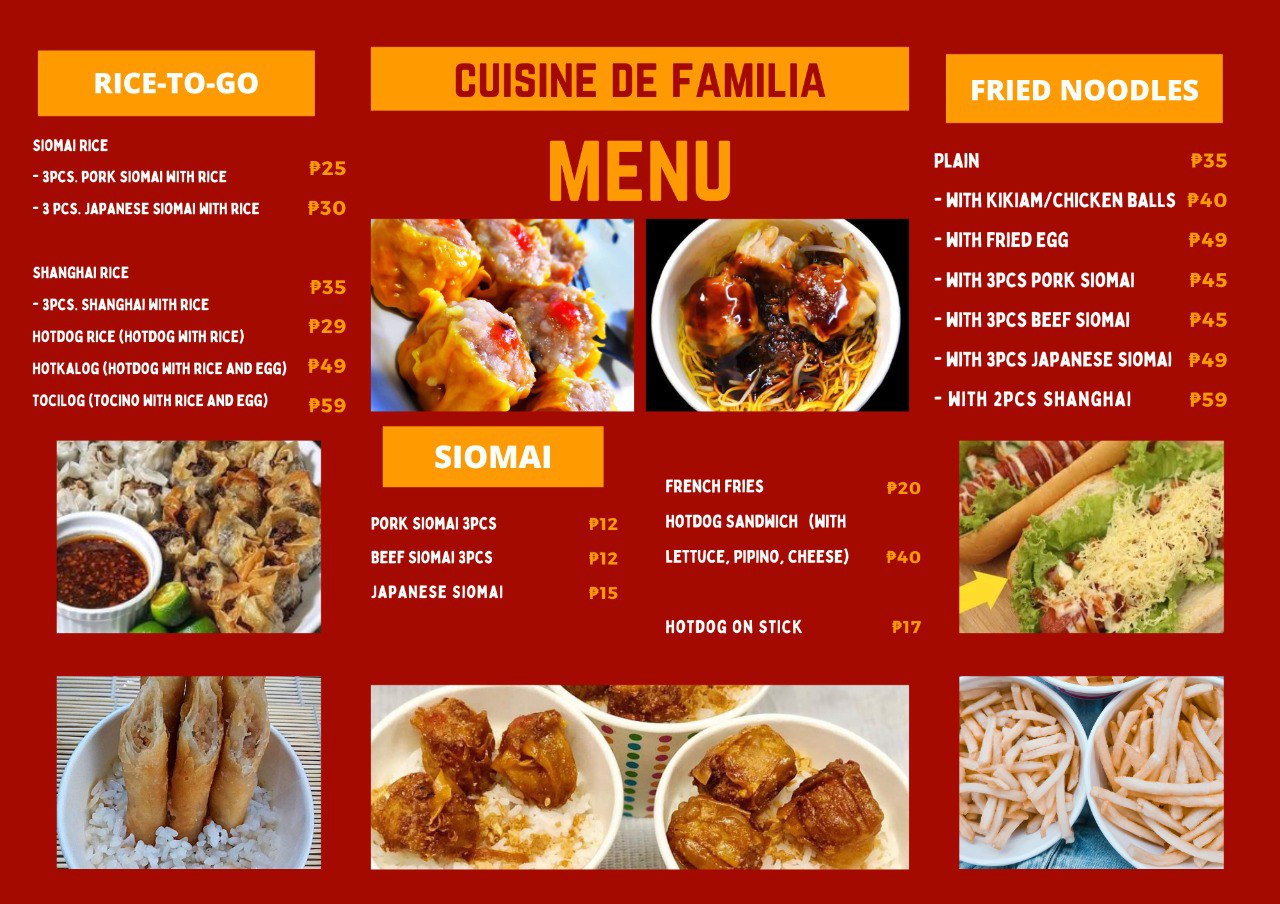 CUISINE DE FAMILIA
MENU
RICE-TO-GO
SIOMAI RICE
- 3PCS. PORK SIOMAI WITH RICE ₱25
- 3 PCS. JAPANESE SIOMAI WITH RICE ₱30
SHANGHAI RICE
- 3PCS. SHANGHAI WITH RICE ₱35
HOTDOG RICE (HOTDOG WITH RICE) ₱29
HOTKALOG (HOTDOG WITH RICE AND EGG) ₱49
TOCILOG (TOCINO WITH RICE AND EGG) ₱59
SIOMAI
PORK SIOMAI 3PCS ₱12
BEEF SIOMAI 3PCS ₱12
JAPANESE SIOMAI ₱15
FRENCH FRIES ₱20
HOTDOG SANDWICH (WITH
LETTUCE, PIPINO, CHEESE) ₱40
HOTDOG ON STICK ₱17
FRIED NOODLES
PLAIN ₱35
- WITH KIKIAM/CHICKEN BALLS ₱40
- WITH FRIED EGG ₱49
- WITH 3PCS PORK SIOMAI ₱45
- WITH 3PCS BEEF SIOMAI ₱45
- WITH 3PCS JAPANESE SIOMAI ₱49
- WITH 2PCS SHANGHAI ₱59